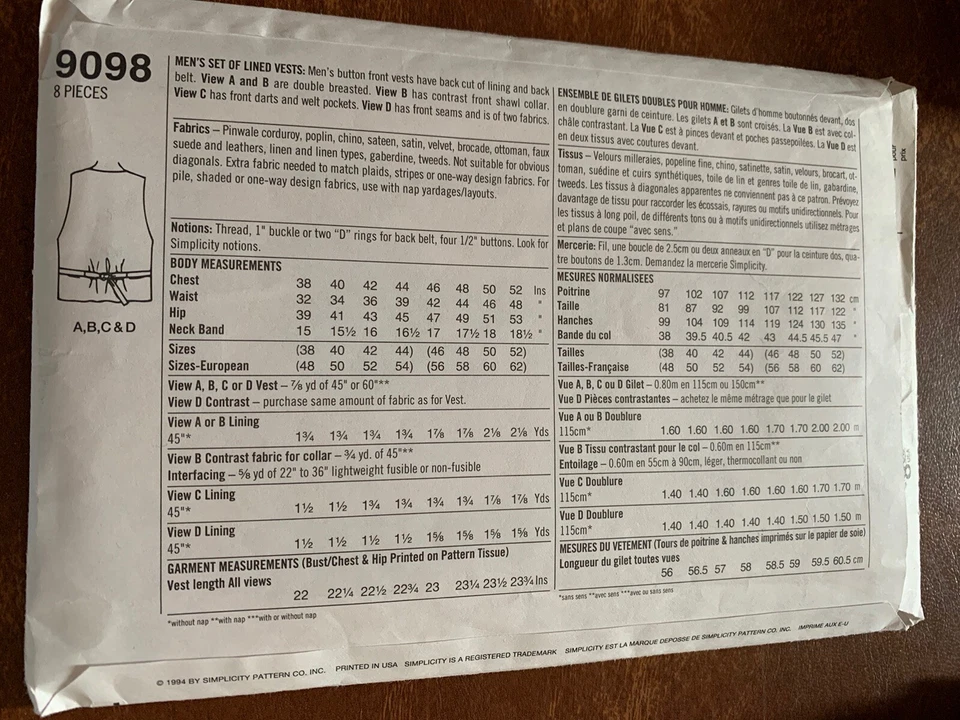 9098
8 PIECES
A,B,C & D
MEN'S SET OF LINED VESTS: Men's button front vests have back cut of lining and back
belt. View A and B are double breasted. View B has contrast front shawl collar.
View C has front darts and welt pockets. View D has front seams and is of two fabrics.
Fabrics – Pinwale corduroy, poplin, chino, sateen, satin, velvet, brocade, ottoman, faux
suede and leathers, linen and linen types, gaberdine, tweeds. Not suitable for obvious
diagonals. Extra fabric needed to match plaids, stripes or one-way design fabrics. For
pile, shaded or one-way design fabrics, use with nap yardages/layouts.
Notions: Thread, 1" buckle or two "D" rings for back belt, four 1/2" buttons. Look for
Simplicity notions.
BODY MEASUREMENTS
Chest 38 40 42 44 46 48 50 52 Ins
Waist 32 34 36 39 42 44 46 48 "
Hip 39 41 43 45 47 49 51 53 "
Neck Band 15 15½ 16 16½ 17 17½ 18 18½ "
Sizes (38 40 42 44) (46 48 50 52)
Sizes-European (48 50 52 54) (56 58 60 62)
View A, B, C or D Vest – ⅞ yd of 45" or 60"**
View D Contrast – purchase same amount of fabric as for Vest.
View A or B Lining
45"* 1¾ 1¾ 1¾ 1¾ 1⅞ 1⅞ 2⅛ 2⅛ Yds
View B Contrast fabric for collar – ¾ yd. of 45"**
Interfacing – ⅝ yd of 22" to 36" lightweight fusible or non-fusible
View C Lining
45"* 1½ 1½ 1¾ 1¾ 1¾ 1¾ 1⅞ 1⅞ Yds
View D Lining
45"* 1½ 1½ 1½ 1½ 1⅝ 1⅝ 1⅝ 1⅝ Yds
GARMENT MEASUREMENTS (Bust/Chest & Hip Printed on Pattern Tissue)
Vest length All views
22 22¼ 22½ 22¾ 23 23¼ 23½ 23¾ Ins
*without nap **with nap ***with or without nap
ENSEMBLE DE GILETS DOUBLES POUR HOMME: Gilets d'homme boutonnés devant, dos
en doublure garni de ceinture. Les gilets A et B sont croisés. La Vue B est avec col-
châle contrastant. La Vue C est à pinces devant et poches passepoilées. La Vue D est
en deux tissus avec coutures devant.
Tissus – Velours milleraies, popeline fine, chino, satinette, satin, velours, brocart, ot-
toman, suédine et cuirs synthétiques, toile de lin et genres toile de lin, gabardine,
tweeds. Les tissus à diagonales apparentes ne conviennent pas à ce patron. Prévoyez
davantage de tissu pour raccorder les écossais, rayures ou motifs unidirectionnels. Pour
les tissus à long poil, de différents tons ou à motifs unidirectionnels utilisez métrages
et plans de coupe "avec sens."
Mercerie: Fil, une boucle de 2.5cm ou deux anneaux en "D" pour la ceinture dos, qua-
tre boutons de 1.3cm. Demandez la mercerie Simplicity.
MESURES NORMALISEES
Poitrine 97 102 107 112 117 122 127 132 cm
Taille 81 87 92 99 107 112 117 122 "
Hanches 99 104 109 114 119 124 130 135 "
Bande du col 38 39.5 40.5 42 43 44.5 45.5 47 "
Tailles (38 40 42 44) (46 48 50 52)
Tailles-Française (48 50 52 54) (56 58 60 62)
Vue A, B, C ou D Gilet – 0.80m en 115cm ou 150cm**
Vue D Pièces contrastantes – achetez le même métrage que pour le gilet
Vue A ou B Doublure
115cm* 1.60 1.60 1.60 1.60 1.70 1.70 2.00 2.00 m
Vue B Tissu contrastant pour le col – 0.60m en 115cm**
Entoilage – 0.60m en 55cm à 90cm, léger, thermocollant ou non
Vue C Doublure
115cm* 1.40 1.40 1.60 1.60 1.60 1.60 1.70 1.70 m
Vue D Doublure
115cm* 1.40 1.40 1.40 1.40 1.40 1.50 1.50 1.50 m
MESURES DU VETEMENT (Tours de poitrine & hanches imprimés sur le papier de soie)
Longueur du gilet toutes vues
56 56.5 57 58 58.5 59 59.5 60.5 cm
*sans sens **avec sens ***avec ou sans sens
© 1994 BY SIMPLICITY PATTERN CO. INC. PRINTED IN USA SIMPLICITY IS A REGISTERED TRADEMARK SIMPLICITY EST LA MARQUE DEPOSSE DE SIMPLICITY PATTERN CO. INC. IMPRIME AUX E-U